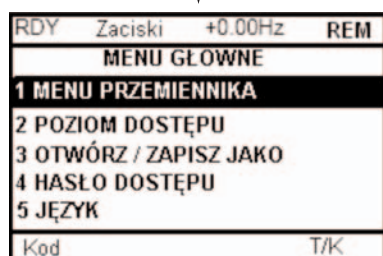 RDY Zaciski +0.00Hz REM
MENU GŁOWNE
1 MENU PRZEMIENNIKA
2 POZIOM DOSTĘPU
3 OTWÓRZ / ZAPISZ JAKO
4 HASŁO DOSTĘPU
5 JĘZYK
Kod T/K